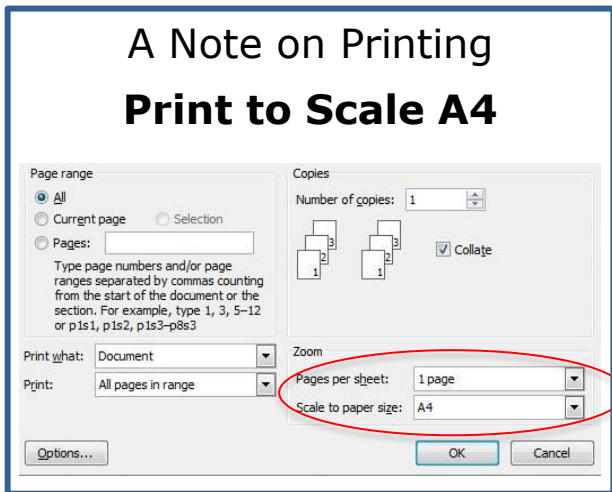 A Note on Printing
Print to Scale A4
Page range
All
Current page
Selection
Pages:
Type page numbers and/or page
ranges separated by commas counting
from the start of the document or the
section. For example, type 1, 3, 5–12
or p1s1, p1s2, p1s3–p8s3
Copies
Number of copies: 1
3 3
2 2
1 1
Collate
Print what: Document
Print: All pages in range
Zoom
Pages per sheet: 1 page
Scale to paper size: A4
Options...
OK
Cancel